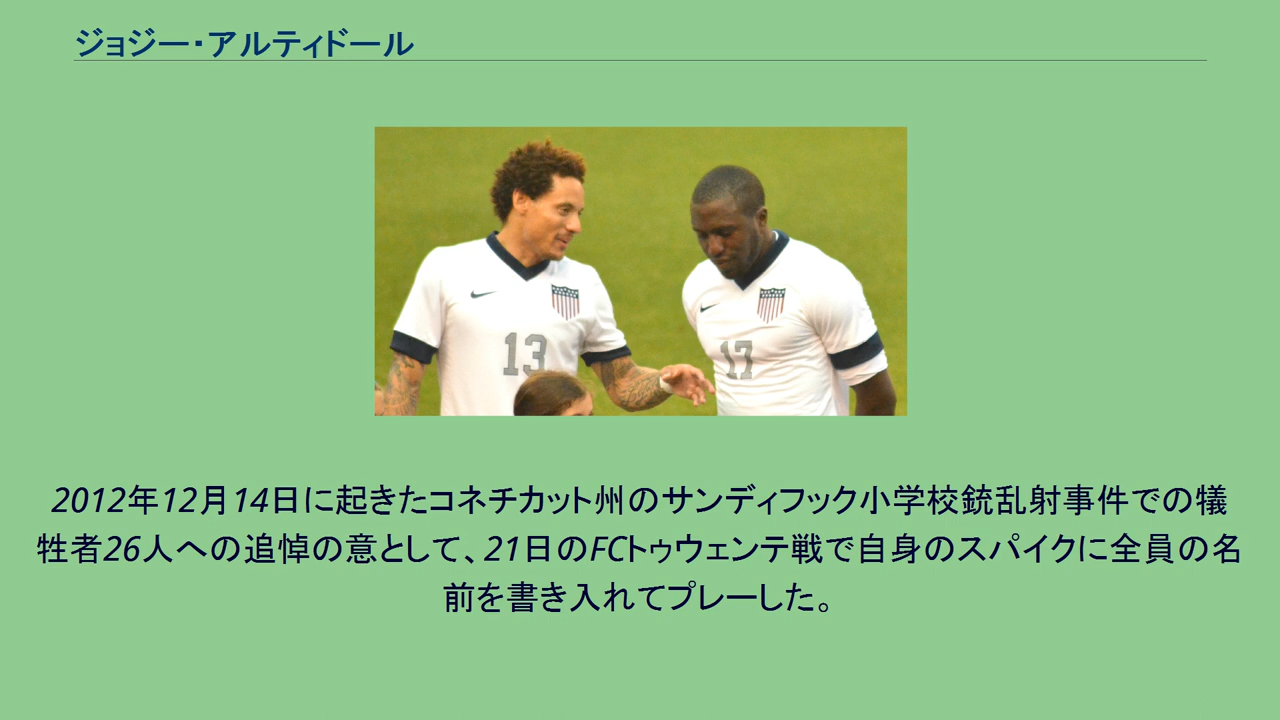 ジョジー・アルティドール
13
17
2012年12月14日に起きたコネチカット州のサンディフック小学校銃乱射事件での犠
牲者26人への追悼の意として、21日のFCトゥウェンテ戦で自身のスパイクに全員の名
前を書き入れてプレーした。